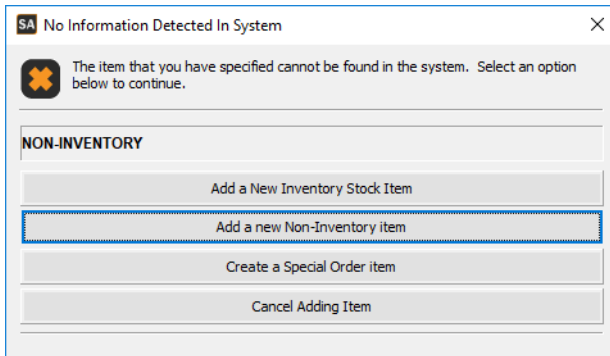 SA No Information Detected In System
The item that you have specified cannot be found in the system. Select an option
below to continue.
NON-INVENTORY
Add a New Inventory Stock Item
Add a new Non-Inventory item
Create a Special Order item
Cancel Adding Item